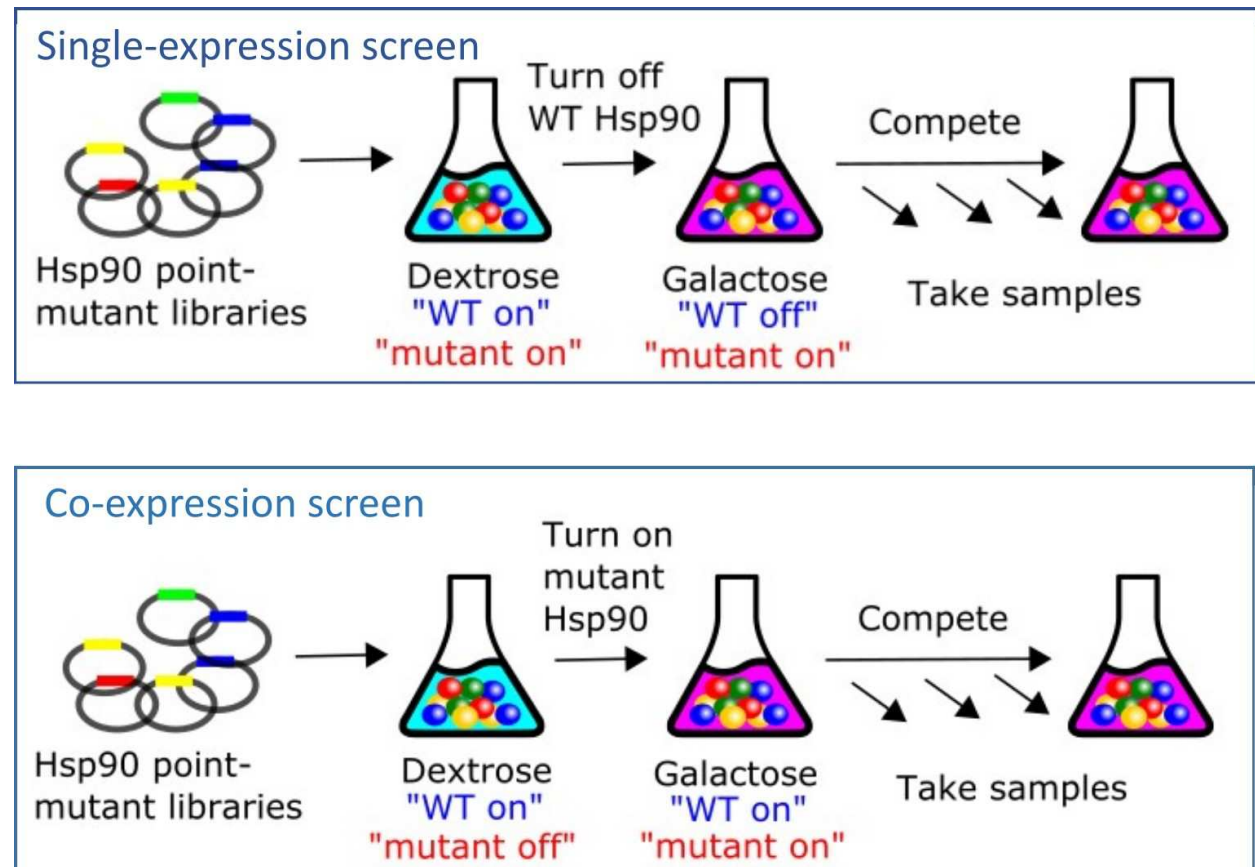 Single-expression screen
Turn off
WT Hsp90
Compete
Hsp90 point-
mutant libraries
Dextrose
"WT on"
"mutant on"
Galactose
"WT off"
"mutant on"
Take samples
Co-expression screen
Turn on
mutant
Hsp90
Compete
Hsp90 point-
mutant libraries
Dextrose
"WT on"
"mutant off"
Galactose
"WT on"
"mutant on"
Take samples